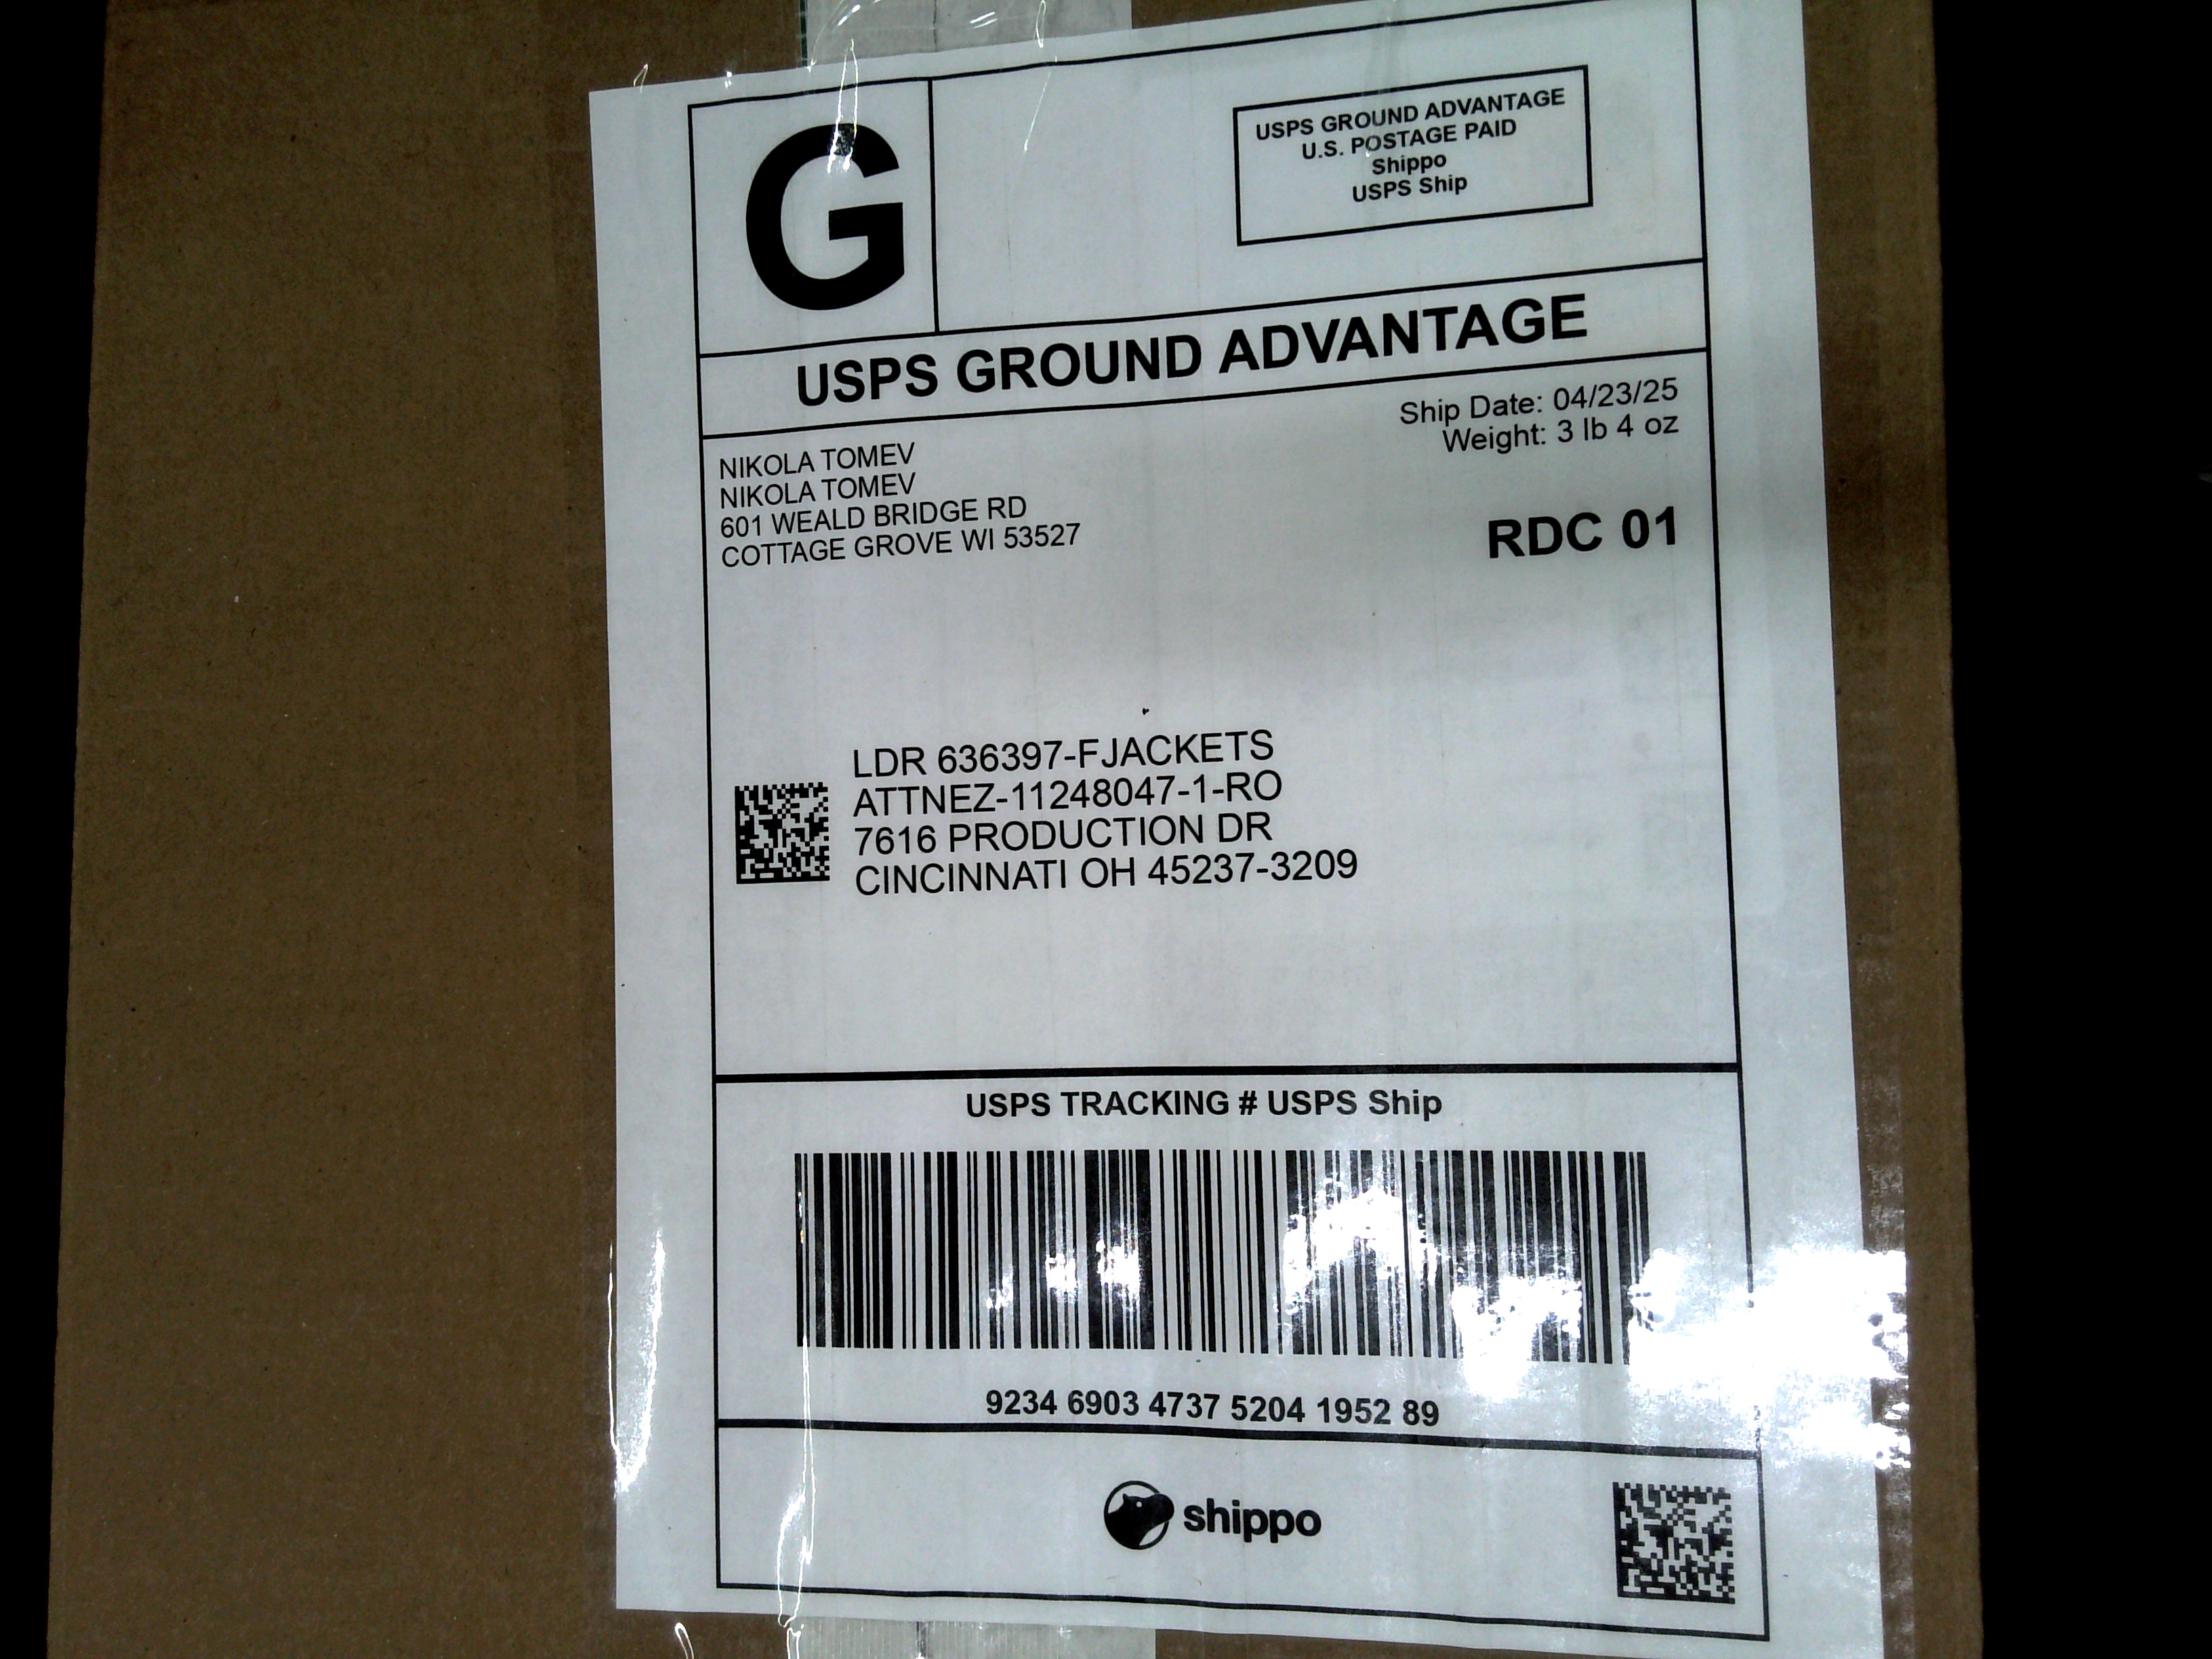 G
USPS GROUND ADVANTAGE
U.S. POSTAGE PAID
Shippo
USPS Ship
USPS GROUND ADVANTAGE
Ship Date: 04/23/25
Weight: 3 lb 4 oz
NIKOLA TOMEV
NIKOLA TOMEV
601 WEALD BRIDGE RD
COTTAGE GROVE WI 53527
RDC 01
LDR 636397-FJACKETS
ATTNEZ-11248047-1-RO
7616 PRODUCTION DR
CINCINNATI OH 45237-3209
USPS TRACKING # USPS Ship
9234 6903 4737 5204 1952 89
shippo